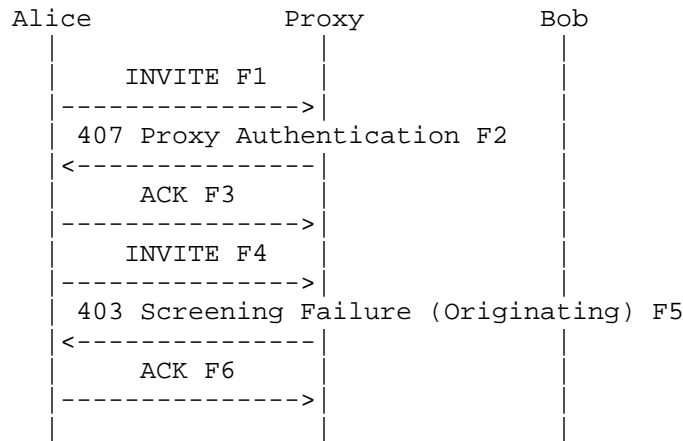 Alice Proxy Bob
INVITE F1
407 Proxy Authentication F2
ACK F3
INVITE F4
403 Screening Failure (Originating) F5
ACK F6